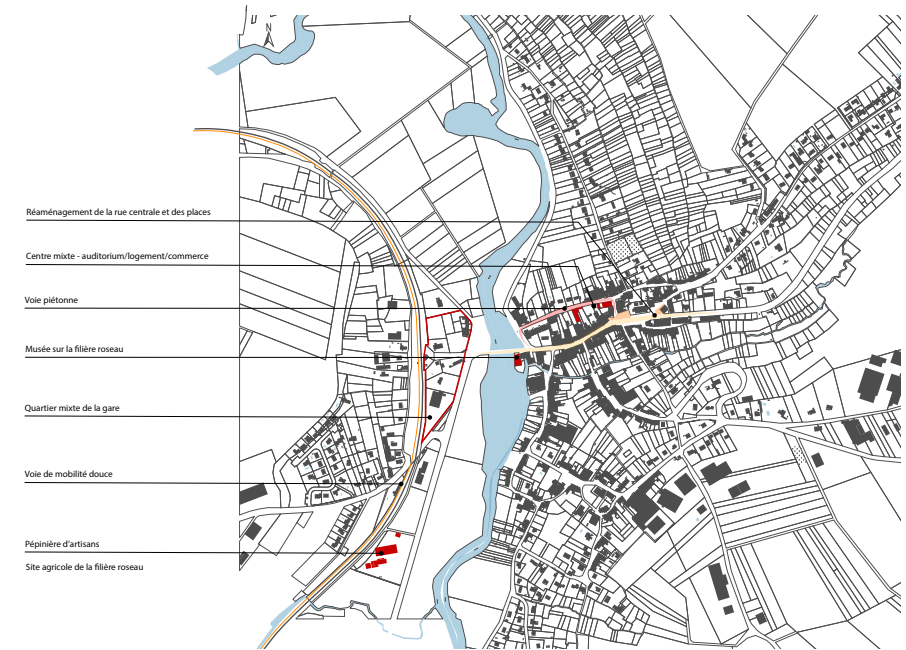 N
Réaménagement de la rue centrale et des places
Centre mixte - auditorium/logement/commerce
Voie piétonne
Musée sur la filière roseau
Quartier mixte de la gare
Voie de mobilité douce
Pépinière d'artisans
Site agricole de la filière roseau